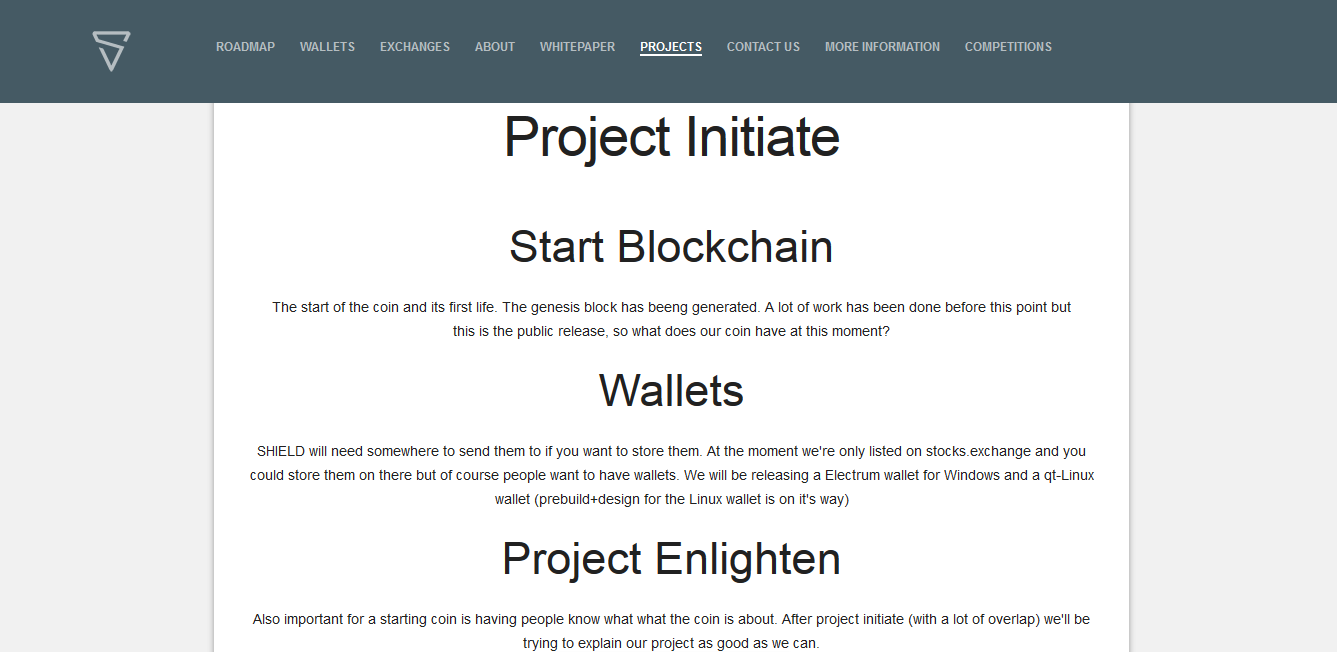 ROADMAP WALLETS EXCHANGES ABOUT WHITEPAPER PROJECTS CONTACT US MORE INFORMATION COMPETITIONS
Project Initiate
Start Blockchain
The start of the coin and its first life. The genesis block has beeng generated. A lot of work has been done before this point but
this is the public release, so what does our coin have at this moment?
Wallets
SHIELD will need somewhere to send them to if you want to store them. At the moment we're only listed on stocks.exchange and you
could store them on there but of course people want to have wallets. We will be releasing a Electrum wallet for Windows and a qt-Linux
wallet (prebuild+design for the Linux wallet is on it's way)
Project Enlighten
Also important for a starting coin is having people know what what the coin is about. After project initiate (with a lot of overlap) we'll be
trying to explain our project as good as we can.